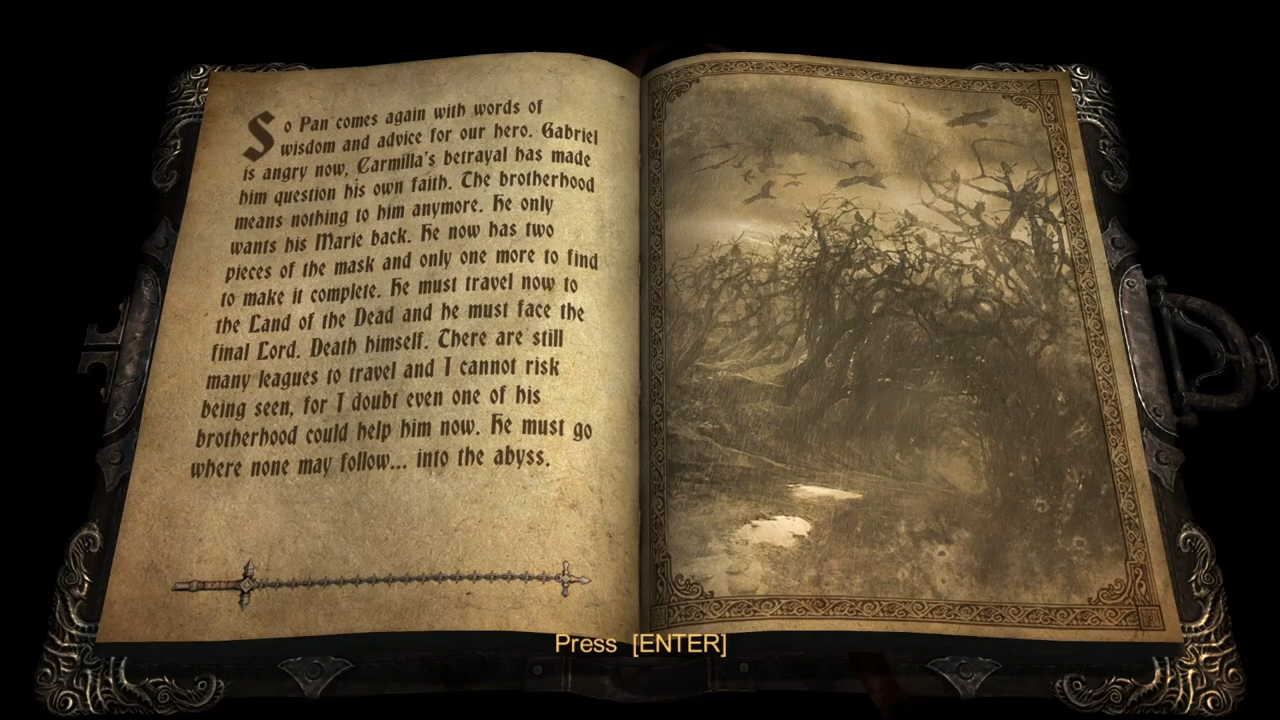 So Pan comes again with words of
wisdom and advice for our hero. Gabriel
is angry now, Carmilla's betrayal has made
him question his own faith. The brotherhood
means nothing to him anymore. He only
wants his Marie back. He now has two
pieces of the mask and only one more to find
to make it complete. He must travel now to
the Land of the Dead and he must face the
final Lord. Death himself. There are still
many leagues to travel and I cannot risk
being seen, for I doubt even one of his
brotherhood could help him now. He must go
where none may follow... into the abyss.
Press [ENTER]